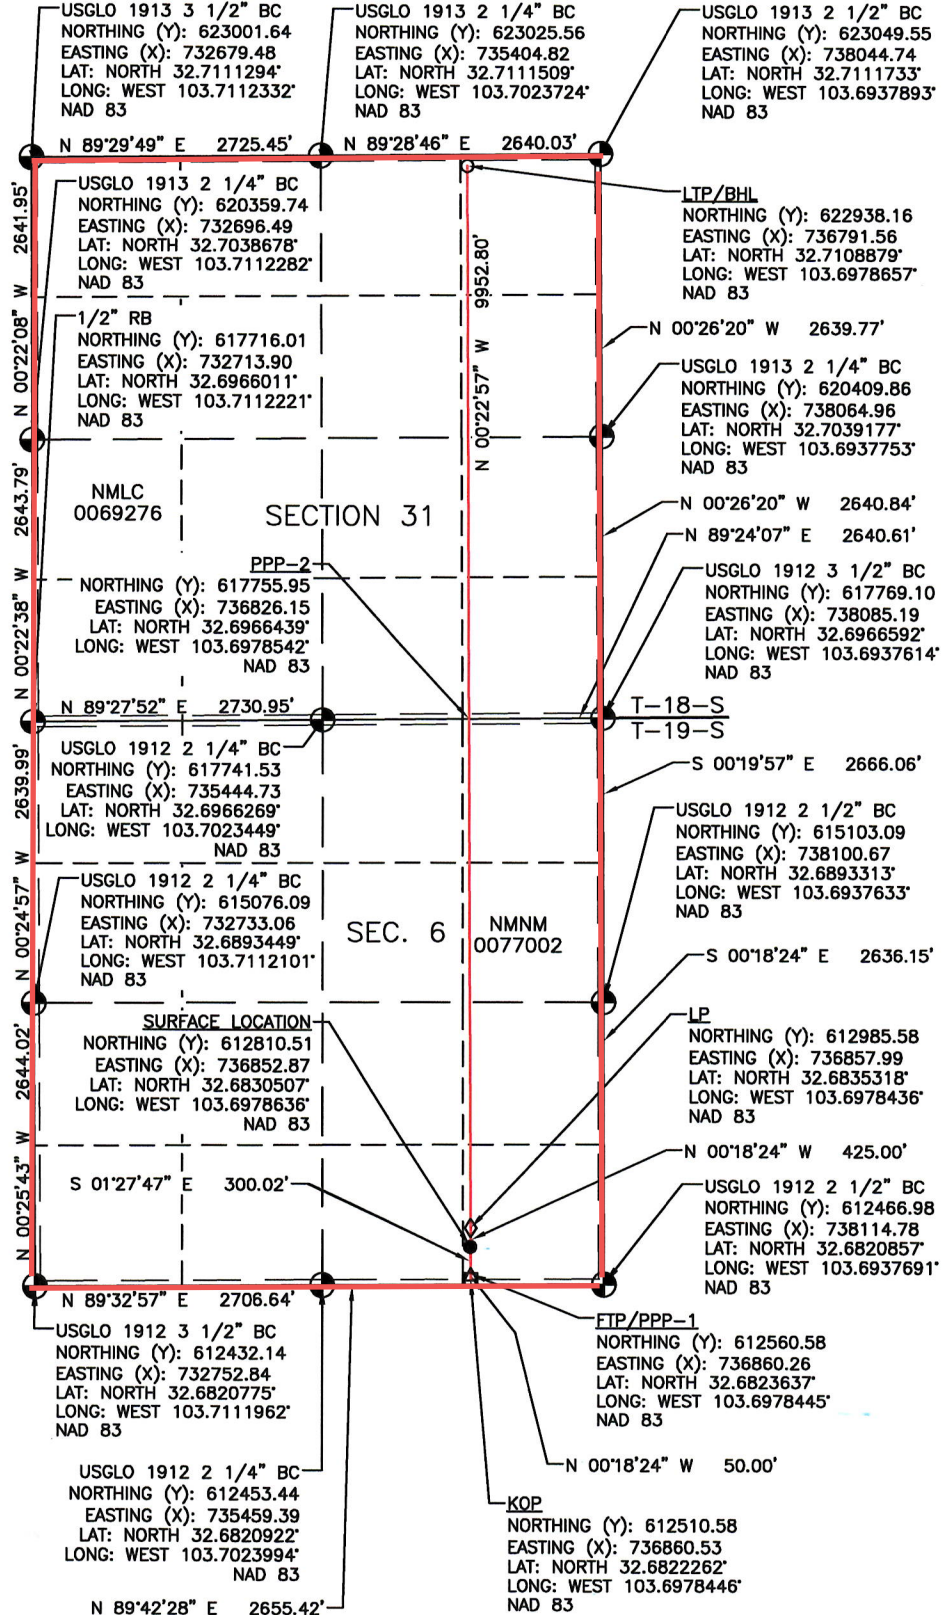 USGLO 1913 3 1/2" BC
NORTHING (Y): 623001.64
EASTING (X): 732679.48
LAT: NORTH 32.7111294°
LONG: WEST 103.7112332°
NAD 83
USGLO 1913 2 1/4" BC
NORTHING (Y): 623025.56
EASTING (X): 735404.82
LAT: NORTH 32.7111509°
LONG: WEST 103.7023724°
NAD 83
USGLO 1913 2 1/2" BC
NORTHING (Y): 623049.55
EASTING (X): 738044.74
LAT: NORTH 32.7111733°
LONG: WEST 103.6937893°
NAD 83
N 89°29'49" E 2725.45'
N 89°28'46" E 2640.03'
N 00°22'08" W 2641.95'
USGLO 1913 2 1/4" BC
NORTHING (Y): 620359.74
EASTING (X): 732696.49
LAT: NORTH 32.7038678°
LONG: WEST 103.7112282°
NAD 83
LTP/BHL
NORTHING (Y): 622938.16
EASTING (X): 736791.56
LAT: NORTH 32.7108879°
LONG: WEST 103.6978657°
NAD 83
N 00°22'57" W 9952.80'
1/2" RB
NORTHING (Y): 617716.01
EASTING (X): 732713.90
LAT: NORTH 32.6966011°
LONG: WEST 103.7112221°
NAD 83
N 00°26'20" W 2639.77'
USGLO 1913 2 1/4" BC
NORTHING (Y): 620409.86
EASTING (X): 738064.96
LAT: NORTH 32.7039177°
LONG: WEST 103.6937753°
NAD 83
NMLC
0069276
SECTION 31
N 00°26'20" W 2640.84'
N 89°24'07" E 2640.61'
N 00°22'38" W 2643.79'
PPP-2
NORTHING (Y): 617755.95
EASTING (X): 736826.15
LAT: NORTH 32.6966439°
LONG: WEST 103.6978542°
NAD 83
USGLO 1912 3 1/2" BC
NORTHING (Y): 617769.10
EASTING (X): 738085.19
LAT: NORTH 32.6966592°
LONG: WEST 103.6937614°
NAD 83
N 89°27'52" E 2730.95'
T-18-S
T-19-S
USGLO 1912 2 1/4" BC
NORTHING (Y): 617741.53
EASTING (X): 735444.73
LAT: NORTH 32.6966269°
LONG: WEST 103.7023449°
NAD 83
S 00°19'57" E 2666.06'
N 00°24'57" W 2639.99'
USGLO 1912 2 1/2" BC
NORTHING (Y): 615103.09
EASTING (X): 738100.67
LAT: NORTH 32.6893313°
LONG: WEST 103.6937633°
NAD 83
USGLO 1912 2 1/4" BC
NORTHING (Y): 615076.09
EASTING (X): 732733.06
LAT: NORTH 32.6893449°
LONG: WEST 103.7112101°
NAD 83
SEC. 6
NMNM
0077002
S 00°18'24" E 2636.15'
SURFACE LOCATION
NORTHING (Y): 612810.51
EASTING (X): 736852.87
LAT: NORTH 32.6830507°
LONG: WEST 103.6978636°
NAD 83
LP
NORTHING (Y): 612985.58
EASTING (X): 736857.99
LAT: NORTH 32.6835318°
LONG: WEST 103.6978436°
NAD 83
N 00°25'43" W 2644.02'
N 00°18'24" W 425.00'
S 01°27'47" E 300.02'
USGLO 1912 2 1/2" BC
NORTHING (Y): 612466.98
EASTING (X): 738114.78
LAT: NORTH 32.6820857°
LONG: WEST 103.6937691°
NAD 83
N 89°32'57" E 2706.64'
USGLO 1912 3 1/2" BC
NORTHING (Y): 612432.14
EASTING (X): 732752.84
LAT: NORTH 32.6820775°
LONG: WEST 103.7111962°
NAD 83
FTP/PPP-1
NORTHING (Y): 612560.58
EASTING (X): 736860.26
LAT: NORTH 32.6823637°
LONG: WEST 103.6978445°
NAD 83
N 00°18'24" W 50.00'
USGLO 1912 2 1/4" BC
NORTHING (Y): 612453.44
EASTING (X): 735459.39
LAT: NORTH 32.6820922°
LONG: WEST 103.7023994°
NAD 83
KOP
NORTHING (Y): 612510.58
EASTING (X): 736860.53
LAT: NORTH 32.6822262°
LONG: WEST 103.6978446°
NAD 83
N 89°42'28" E 2655.42'